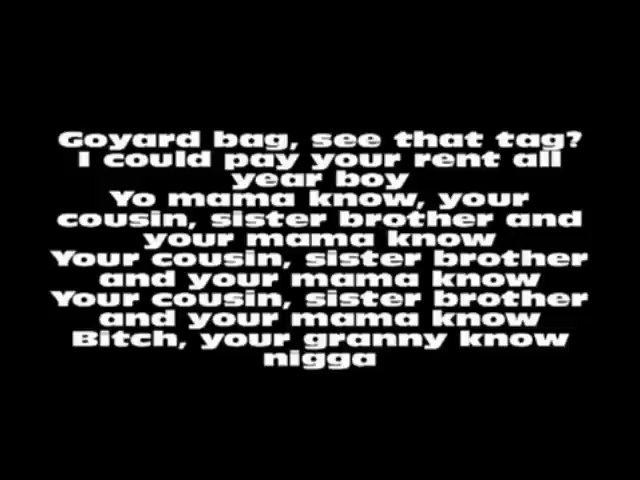 Goyard bag, see that tag?
I could pay your rent all
year boy
Yo mama know, your
cousin, sister brother and
your mama know
Your cousin, sister brother
and your mama know
Your cousin, sister brother
and your mama know
Bitch, your granny know
nigga